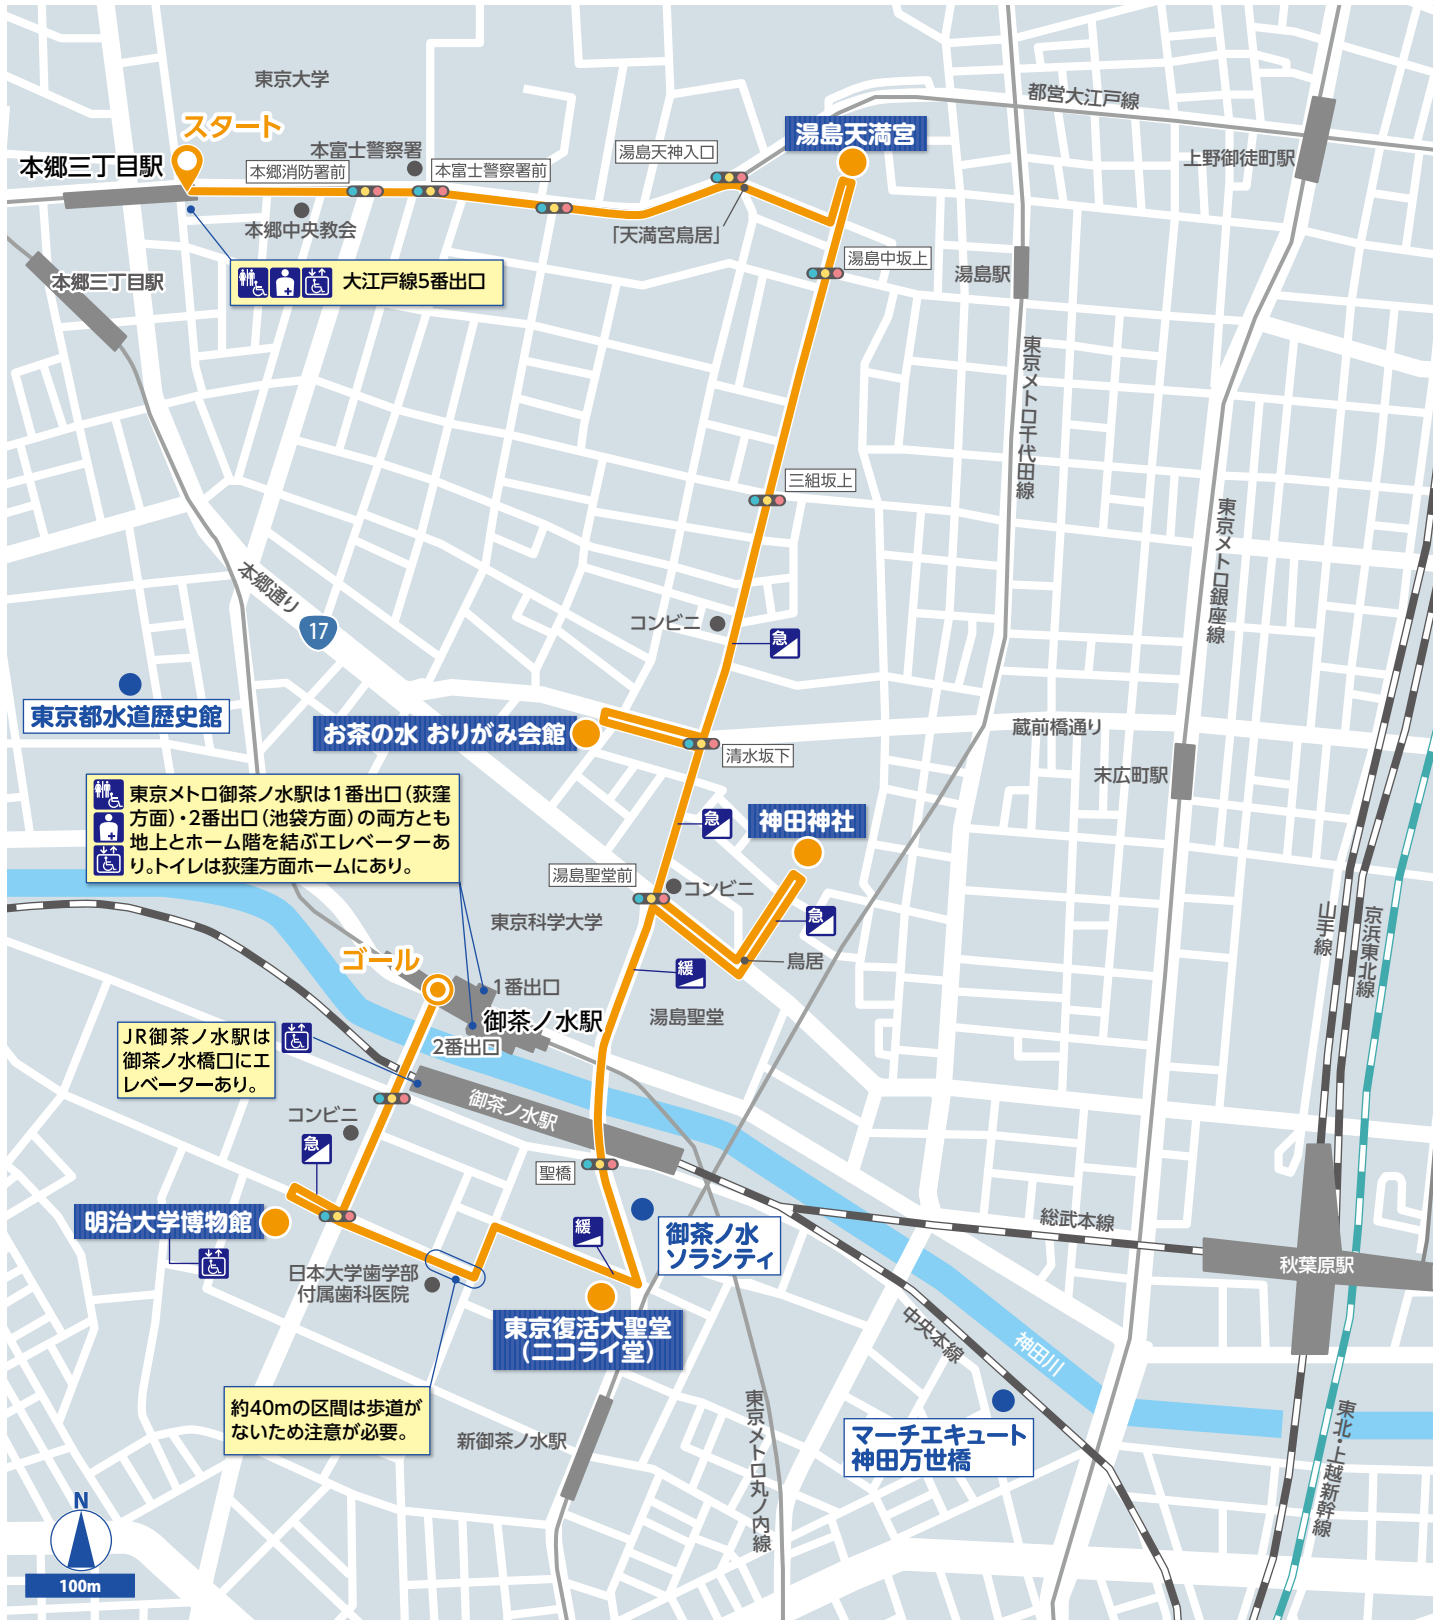 東京大学
都営大江戸線
スタート
湯島天満宮
本郷三丁目駅
本富士警察署
湯島天神入口
上野御徒町駅
本郷消防署前
本富士警察署前
本郷中央教会
「天満宮鳥居」
湯島中坂上
湯島駅
本郷三丁目駅
大江戸線5番出口
東京メトロ千代田線
三組坂上
東京メトロ銀座線
本郷通り
17
コンビニ
急
東京都水道歴史館
お茶の水 おりがみ会館
蔵前橋通り
清水坂下
末広町駅
東京メトロ御茶ノ水駅は1番出口(荻窪
方面)・2番出口(池袋方面)の両方とも
地上とホーム階を結ぶエレベーターあ
り。トイレは荻窪方面ホームにあり。
急
神田神社
湯島聖堂前
コンビニ
東京科学大学
急
山手線
京浜東北線
ゴール
緩
鳥居
1番出口
御茶ノ水駅
湯島聖堂
2番出口
JR御茶ノ水駅は
御茶ノ水橋口にエ
レベーターあり。
御茶ノ水駅
コンビニ
急
聖橋
明治大学博物館
緩
御茶ノ水
ソラシティ
総武本線
秋葉原駅
日本大学歯学部
付属歯科医院
東京復活大聖堂
(ニコライ堂)
中央本線
神田川
約40mの区間は歩道が
ないため注意が必要。
新御茶ノ水駅
東京メトロ丸ノ内線
マーチエキュート
神田万世橋
東北・上越新幹線
N
100m